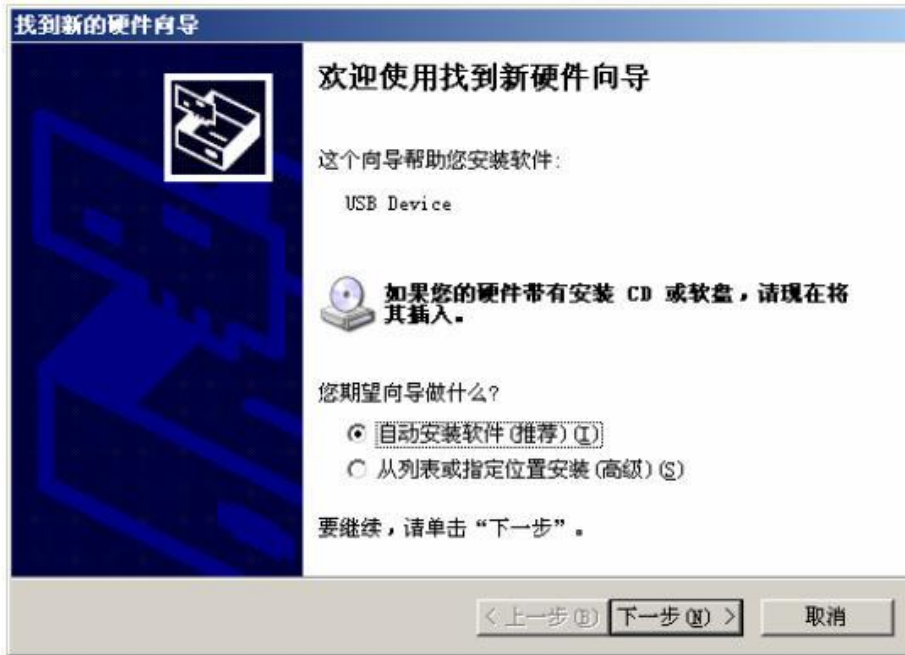 找到新的硬件向导
欢迎使用找到新硬件向导
这个向导帮助您安装软件:
USB Device
如果您的硬件带有安装 CD 或软盘，请现在将
其插入。
您期望向导做什么?
自动安装软件(推荐)(I)
从列表或指定位置安装(高级)(S)
要继续，请单击“下一步”。
< 上一步(B)
下一步(N) >
取消